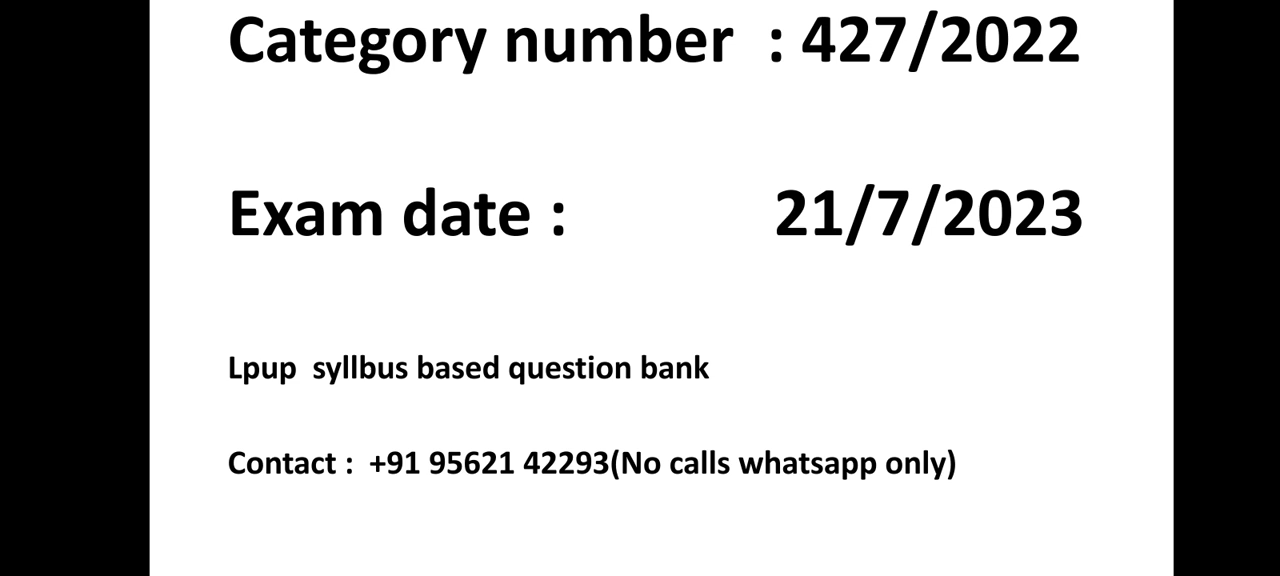 Category number : 427/2022
Exam date : 21/7/2023
Lpup syllbus based question bank
Contact : +91 95621 42293(No calls whatsapp only)